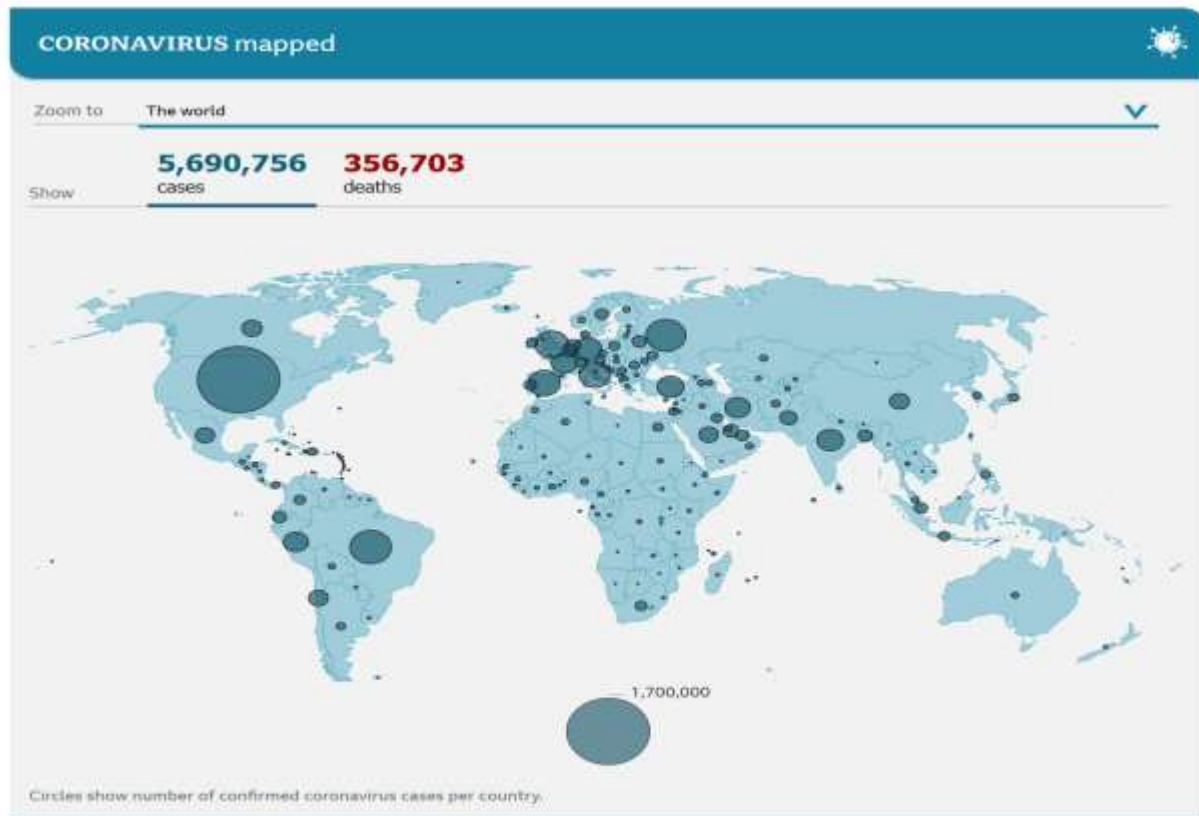 CORONAVIRUS mapped
Zoom to The world
Show 5,690,756 cases 356,703 deaths
1,700,000
Circles show number of confirmed coronavirus cases per country.